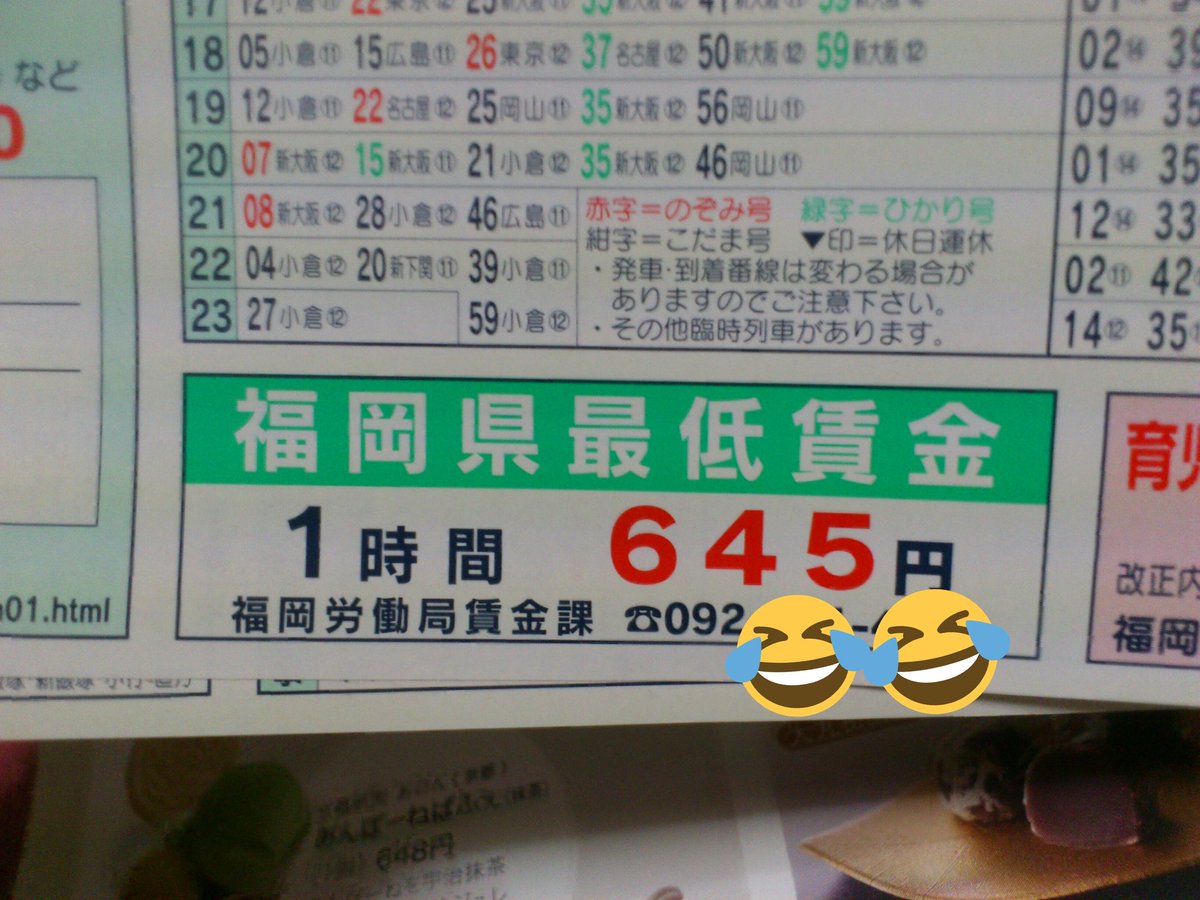 18 05小倉⑪ 15広島⑪ 26東京⑫ 37名古屋⑫ 50新大阪⑫ 59新大阪⑫ 02⑭
など
19 12小倉⑪ 22名古屋⑫ 25岡山⑪ 35新大阪⑫ 56岡山⑪ 09⑭ 35
20 07新大阪⑫ 15新大阪⑪ 21小倉⑫ 35新大阪⑫ 46岡山⑪ 01⑭ 35
21 08新大阪⑫ 28小倉⑫ 46広島⑪ 12⑭ 33
22 04小倉⑫ 20新下関⑪ 39小倉⑪ 02⑪ 42
23 27小倉⑫ 59小倉⑫ 14⑫ 35
赤字=のぞみ号 緑字=ひかり号
紺字=こだま号 ▼印=休日運休
・発車・到着番線は変わる場合が
ありますのでご注意下さい。
・その他臨時列車があります。
福岡県最低賃金
1時間 645円
福岡労働局賃金課 ☎092
01.html
育児
改正内
福岡
648円